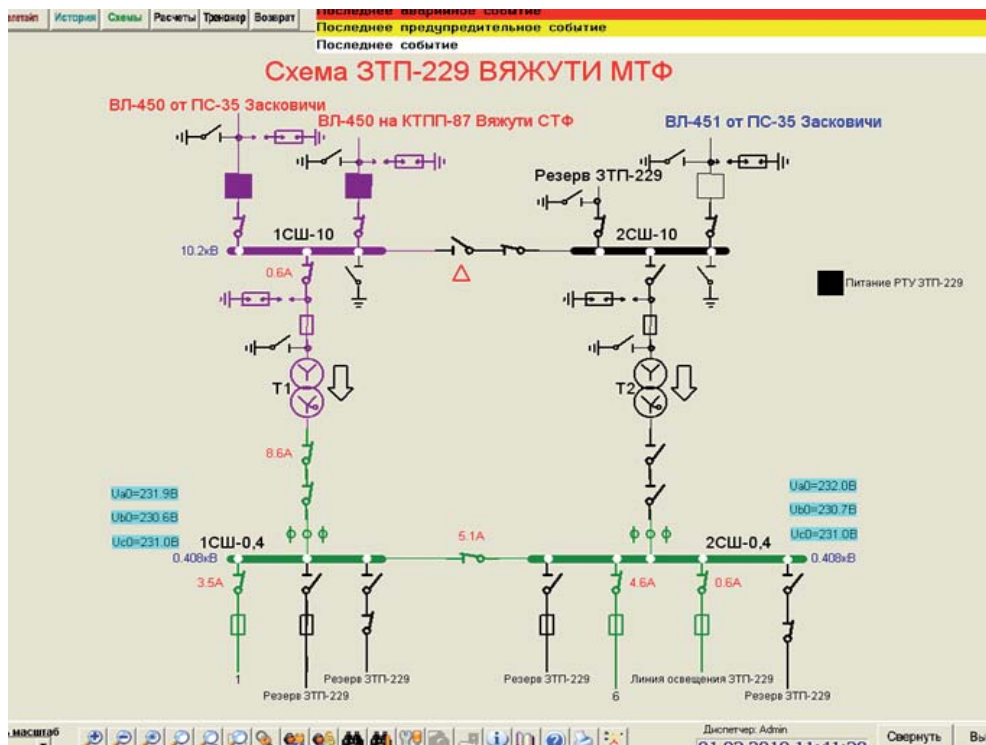 История Схемы Расчеты Тренажер Возврат
Последнее аварийное событие
Последнее предупредительное событие
Последнее событие
Схема ЗТП-229 ВЯЖУТИ МТФ
ВЛ-450 от ПС-35 Засковичи
ВЛ-450 на КТПП-87 Вяжути СТФ
ВЛ-451 от ПС-35 Засковичи
Резерв ЗТП-229
1СШ-10
2СШ-10
10.2кВ
0.6А
Питание РТУ ЗТП-229
Т1
Т2
8.6А
Ua0=231.9В
Ub0=230.6В
Uc0=231.0В
Ua0=232.0В
Ub0=230.7В
Uc0=231.0В
1СШ-0,4
5.1А
2СШ-0,4
0.408кВ
0.408кВ
3.5А
4.6А
0.6А
1
Резерв ЗТП-229
Резерв ЗТП-229
Резерв ЗТП-229
6
Линия освещения ЗТП-229
Резерв ЗТП-229
масштаб
Диспетчер: Admin
Свернуть